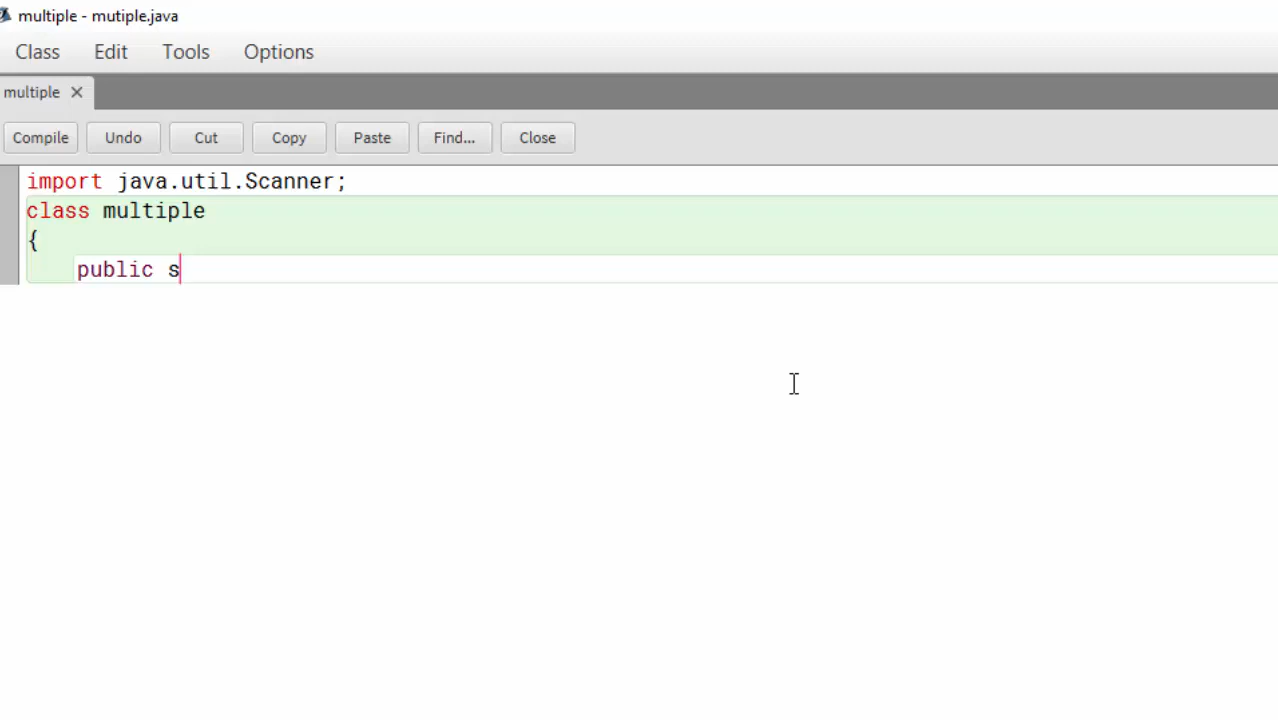 multiple - mutiple.java
Class Edit Tools Options
multiple
Compile Undo Cut Copy Paste Find... Close
import java.util.Scanner;
class multiple
{
public s